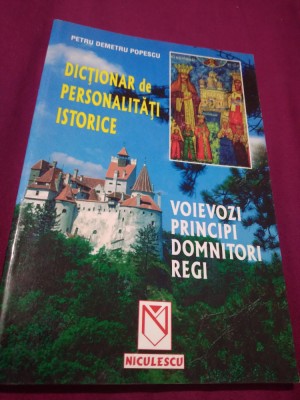 PETRU DEMETRU POPESCU
DICȚIONAR de
PERSONALITĂȚI
ISTORICE
VOIEVOZI
PRINCIPI
DOMNITORI
REGI
NICULESCU